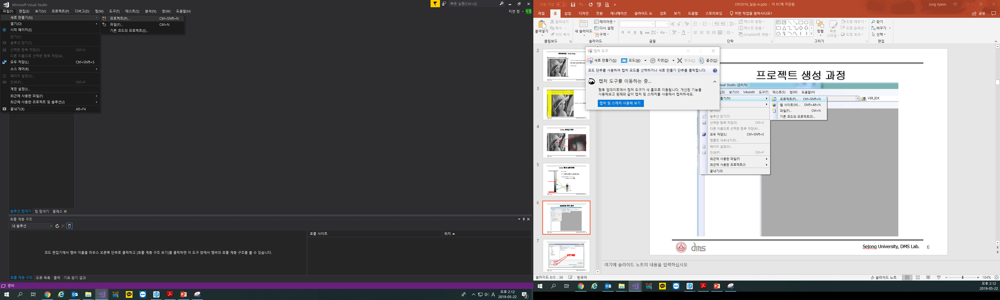 Microsoft Visual Studio
빠른 실행(Ctrl+Q)
파일(F) 편집(E) 보기(V) 프로젝트(P) 디버그(D) 팀(M) 도구(T) 테스트(S) 분석(N) 창(W) 도움말(H)
지연 정
새로 만들기(N)
열기(O)
시작 페이지(E)
닫기(C)
솔루션 닫기(T)
선택한 항목 저장(S) Ctrl+S
다른 이름으로 선택한 항목 저장(A)...
모두 저장(L) Ctrl+Shift+S
소스 제어(R)
페이지 설정(U)...
인쇄(P)... Ctrl+P
계정 설정(I)...
최근에 사용한 파일(F)
최근에 사용한 프로젝트 및 솔루션(J)
끝내기(X) Alt+F4
프로젝트(P)... Ctrl+Shift+N
파일(F)... Ctrl+N
기존 코드의 프로젝트(E)...
솔루션 탐색기 팀 탐색기 클래스 뷰
호출 계층 구조
내 솔루션
호출 사이트 위치
코드 편집기에서 멤버 이름을 마우스 오른쪽 단추로 클릭하고 [호출 계층 구조 보기]를 클릭하면 이 도구 창에서 멤버의 호출 계층 구조를 볼 수 있습니다.
호출 계층 구조 오류 목록 출력 기호 찾기 결과
준비
A
오후 2:12
2019-05-22
2
자동 저장
DIP2019_실습-A.pptx - 이 PC에 저장됨
Jung Jiyeon
파일 홈 삽입 디자인 전환 애니메이션 슬라이드 쇼 검토 보기 도움말 스토리보딩 어떤 작업을 원하시나요?
공유
붙여넣기
잘라내기
복사
서식 복사
클립보드
새 슬라이드
레이아웃
다시 설정
구역
슬라이드
글꼴
텍스트 방향
텍스트 맞춤
SmartArt로 변환
단락
정렬
빠른 스타일
도형 채우기
도형 윤곽선
도형 효과
그리기
찾기
바꾸기
선택
편집
2
3
4
5
6
7
캡처 도구
새로 만들기(N) 모드(M) 지연(D) 취소(C) 옵션(O)
모드 단추를 사용하여 캡처 모드를 선택하거나 새로 만들기 단추를 클릭합니다.
캡처 도구를 이동하는 중...
향후 업데이트에서 캡처 도구가 새 홈으로 이동됩니다. 개선된 기능을
사용해보고 원래와 같이 캡처 및 스케치를 사용해서 캡처하세요.
캡처 및 스케치 사용해 보기
프로젝트 생성 과정
isual Studio (관리자)
보기(V) VAssistX 도구(T) 테스트(S) 창(W) 도움말(H)
들기(N)
VER_IDX
프로젝트(P)... Ctrl+Shift+N
웹 사이트(W)... Shift+Alt+N
파일(F)... Ctrl+N
기존 코드의 프로젝트(E)...
닫기(C)
솔루션 닫기(T)
선택한 항목 저장(S) Ctrl+S
다른 이름으로 선택한 항목 저장(A)...
모두 저장(L) Ctrl+Shift+S
템플릿 내보내기(E)...
페이지 설정(U)...
인쇄(P)... Ctrl+P
최근에 사용한 파일(F)
최근에 사용한 프로젝트(J)
끝내기(X)
dms
Sejong University, DMS Lab. 6
여기에 슬라이드 노트의 내용을 입력하십시오
슬라이드 6/0 .. 36 한국어
슬라이드 노트
104%
오후 2:12
2019-05-22